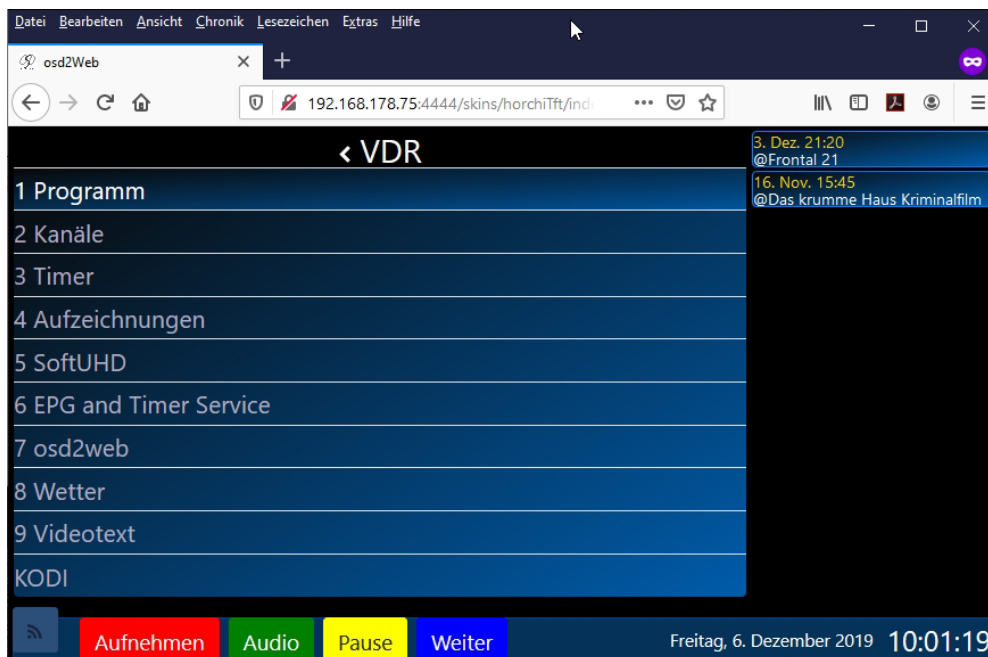 Datei Bearbeiten Ansicht Chronik Lesezeichen Extras Hilfe
osd2Web
192.168.178.75:4444/skins/horchiTft/ind
VDR
3. Dez. 21:20
@Frontal 21
16. Nov. 15:45
@Das krumme Haus Kriminalfilm
1 Programm
2 Kanäle
3 Timer
4 Aufzeichnungen
5 SoftUHD
6 EPG and Timer Service
7 osd2web
8 Wetter
9 Videotext
KODI
Aufnehmen Audio Pause Weiter Freitag, 6. Dezember 2019 10:01:19